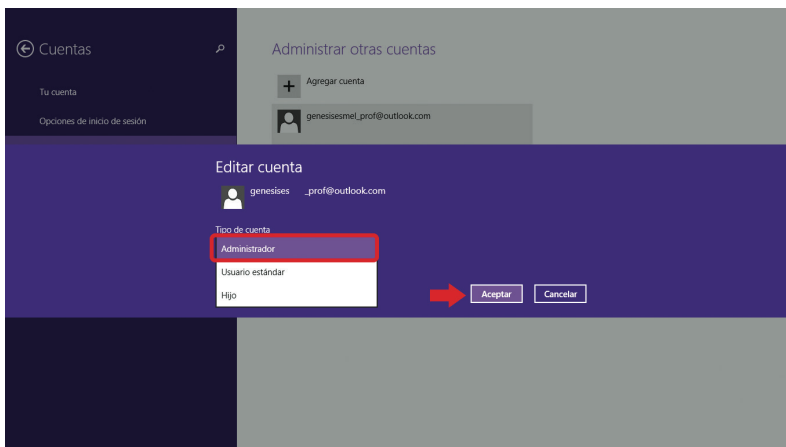 Cuentas
Administrar otras cuentas
Agregar cuenta
Tu cuenta
genesisesmel_prof@outlook.com
Opciones de inicio de sesión
Editar cuenta
genesises _prof@outlook.com
Tipo de cuenta
Administrador
Usuario estándar
Hijo
Aceptar Cancelar